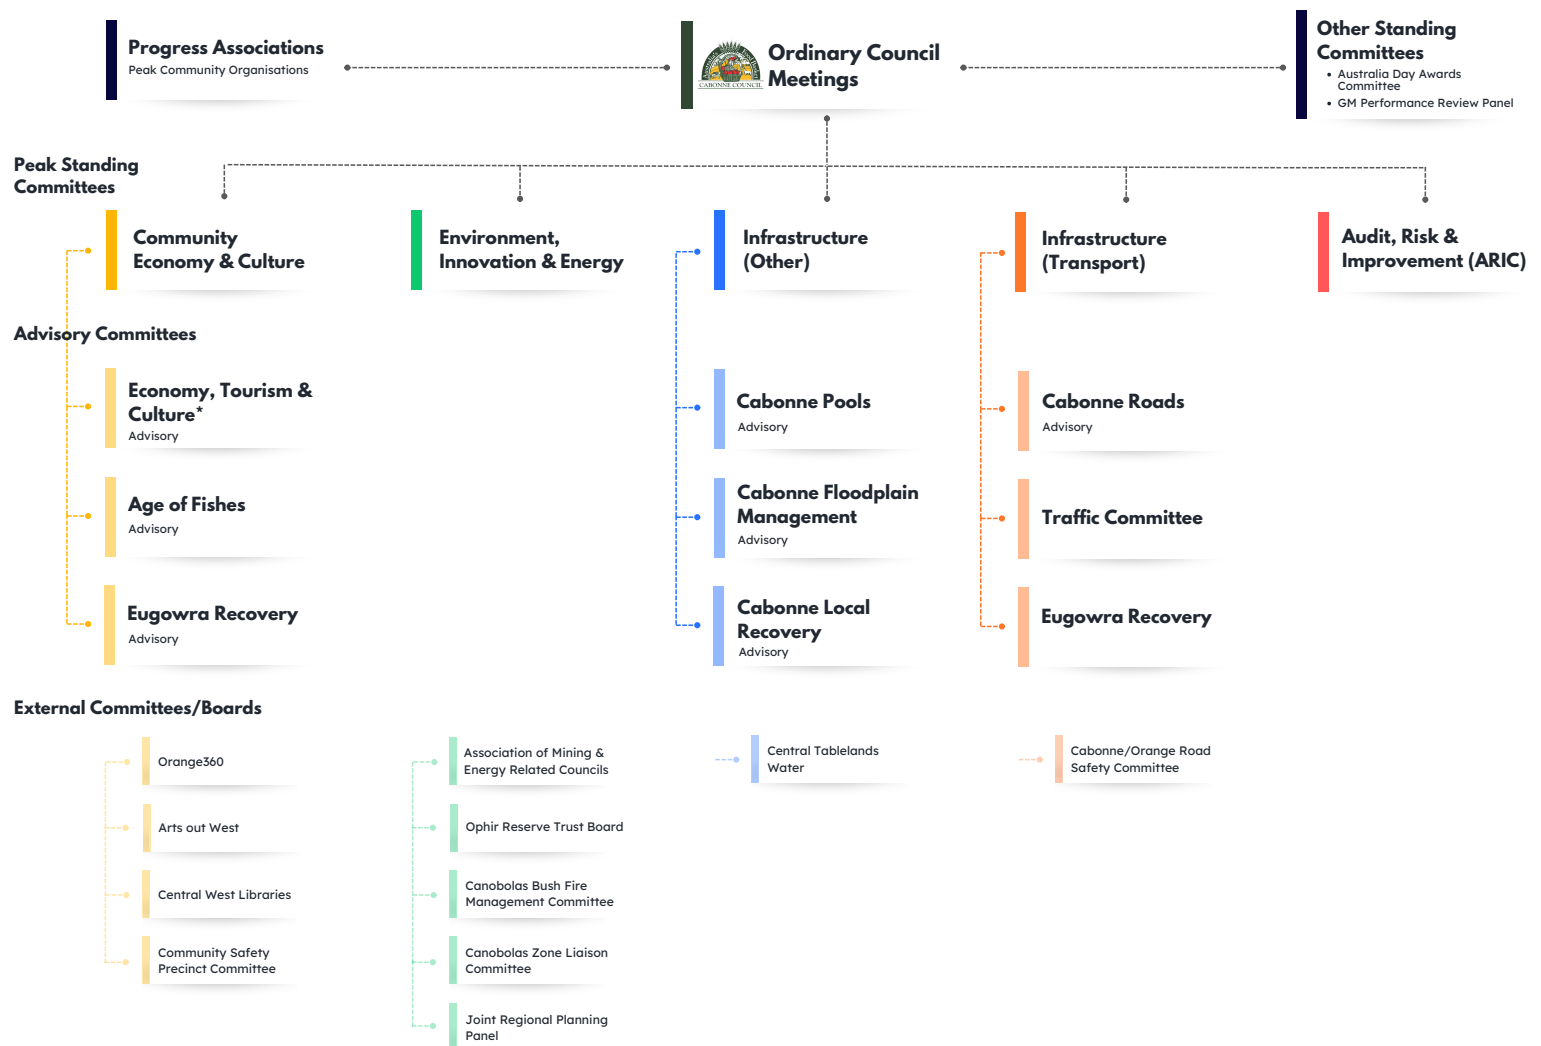 Progress Associations
Peak Community Organisations
CABONNE COUNCIL
Ordinary Council
Meetings
Other Standing
Committees
• Australia Day Awards
Committee
• GM Performance Review Panel
Peak Standing
Committees
Community
Economy & Culture
Environment,
Innovation & Energy
Infrastructure
(Other)
Infrastructure
(Transport)
Audit, Risk &
Improvement (ARIC)
Advisory Committees
Economy, Tourism &
Culture*
Advisory
Cabonne Pools
Advisory
Cabonne Roads
Advisory
Age of Fishes
Advisory
Cabonne Floodplain
Management
Advisory
Traffic Committee
Eugowra Recovery
Advisory
Cabonne Local
Recovery
Advisory
Eugowra Recovery
External Committees/Boards
Orange360
Association of Mining &
Energy Related Councils
Central Tablelands
Water
Cabonne/Orange Road
Safety Committee
Arts out West
Ophir Reserve Trust Board
Central West Libraries
Canobolas Bush Fire
Management Committee
Community Safety
Precinct Committee
Canobolas Zone Liaison
Committee
Joint Regional Planning
Panel